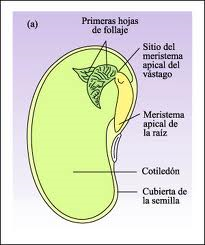 (a)
Primeras hojas
de follaje
Sitio del
meristema
apical del
vástago
Meristema
apical de
la raíz
Cotiledón
Cubierta de
la semilla